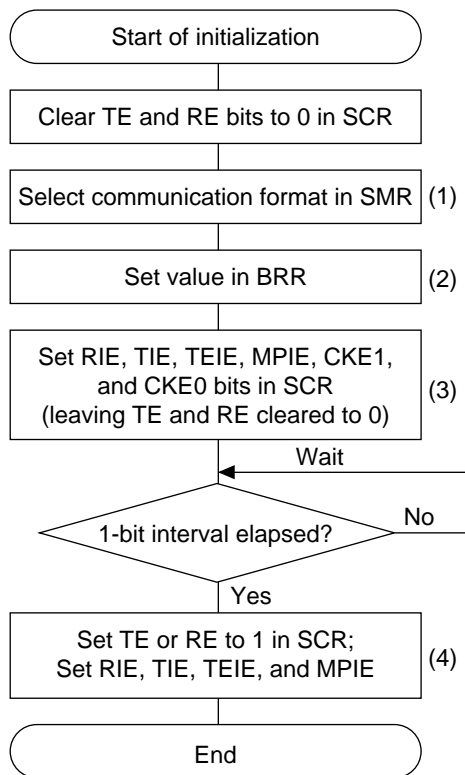 Start of initialization
Clear TE and RE bits to 0 in SCR
Select communication format in SMR
(1)
Set value in BRR
(2)
Set RIE, TIE, TEIE, MPIE, CKE1,
and CKE0 bits in SCR
(leaving TE and RE cleared to 0)
(3)
Wait
1-bit interval elapsed?
No
Yes
Set TE or RE to 1 in SCR;
Set RIE, TIE, TEIE, and MPIE
(4)
End